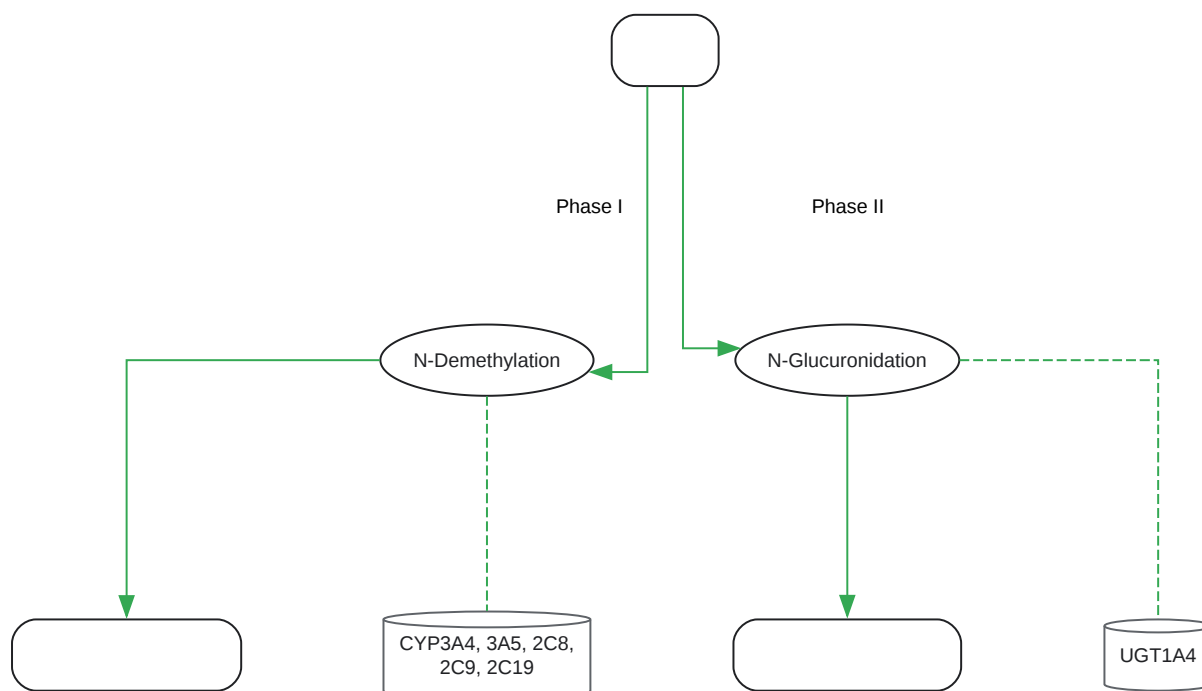 Phase I
Phase II
N-Demethylation
N-Glucuronidation
CYP3A4, 3A5, 2C8,
2C9, 2C19
UGT1A4